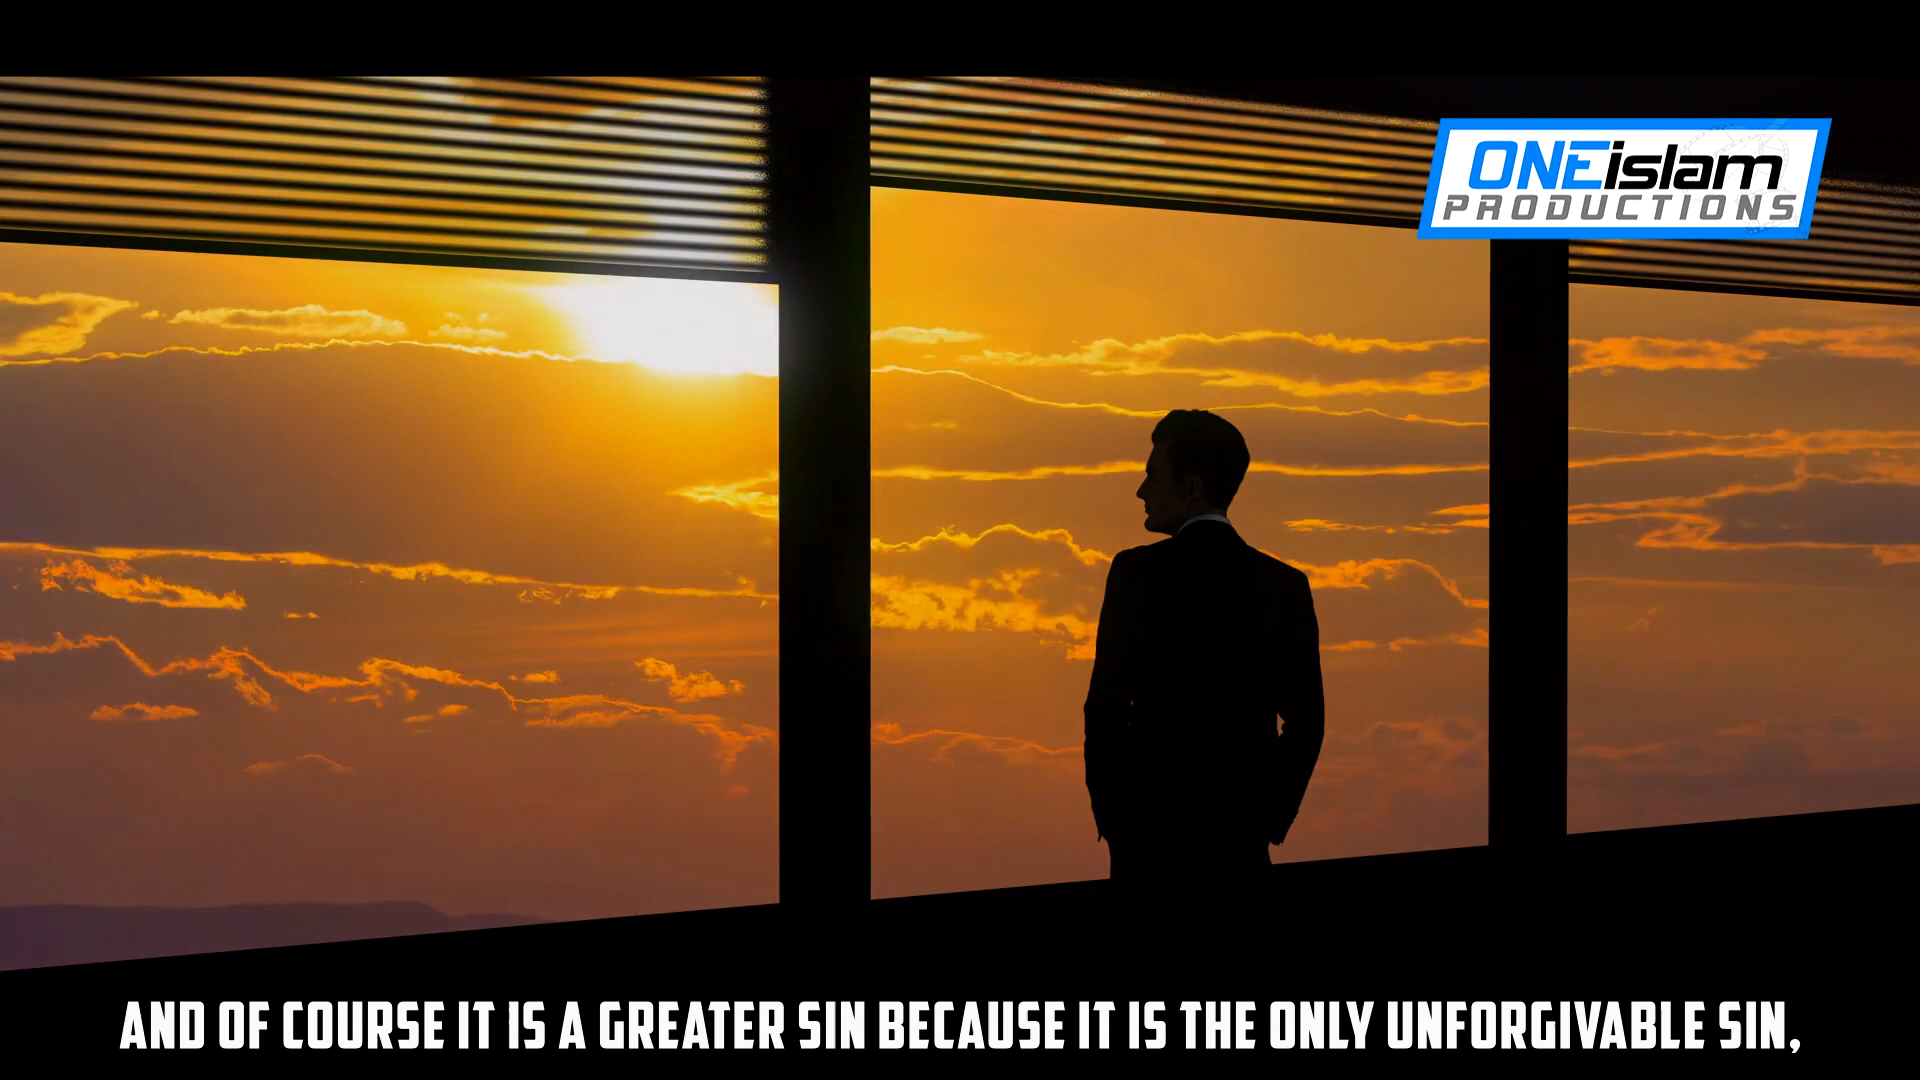 ONEislam
PRODUCTIONS
AND OF COURSE IT IS A GREATER SIN BECAUSE IT IS THE ONLY UNFORGIVABLE SIN,